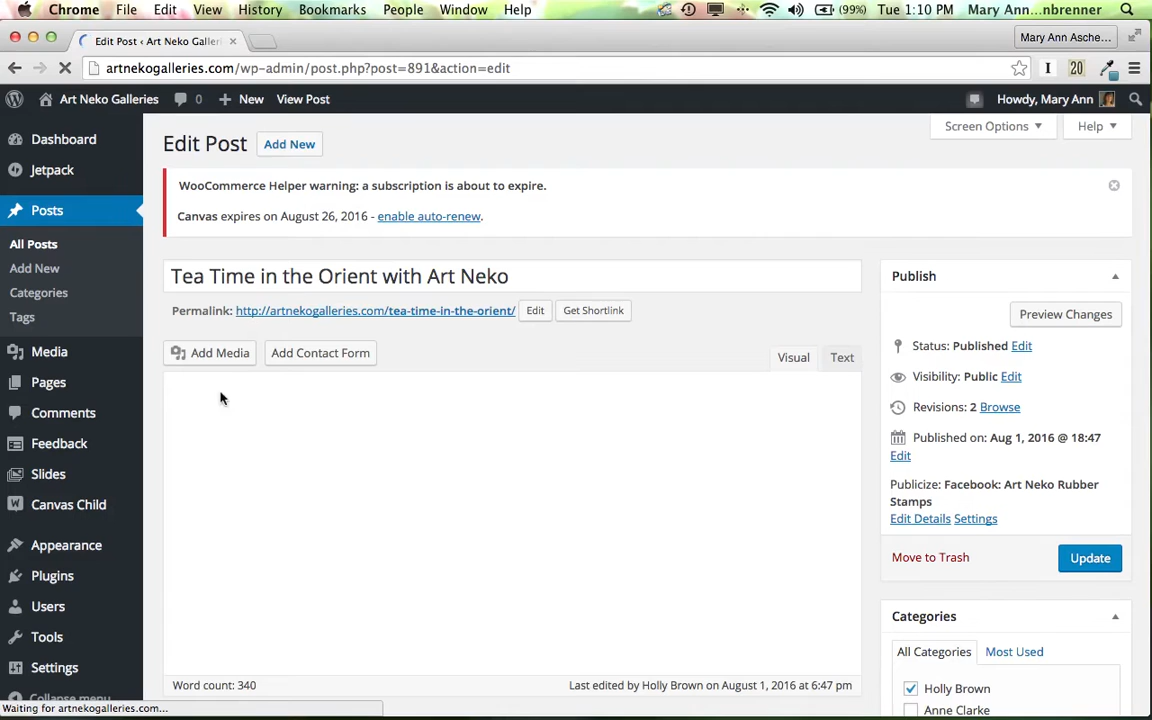 Chrome File Edit View History Bookmarks People Window Help (99%) Tue 1:10 PM Mary Ann...nbrenner
Edit Post ‹ Art Neko Galleri Mary Ann Asche...
artnekogalleries.com/wp-admin/post.php?post=891&action=edit 20
Art Neko Galleries 0 New View Post Howdy, Mary Ann
Dashboard
Jetpack
Posts
All Posts
Add New
Categories
Tags
Media
Pages
Comments
Feedback
Slides
Canvas Child
Appearance
Plugins
Users
Tools
Settings
Collapse menu
Screen Options Help
Edit Post Add New
WooCommerce Helper warning: a subscription is about to expire.
Canvas expires on August 26, 2016 - enable auto-renew.
Tea Time in the Orient with Art Neko
Permalink: http://artnekogalleries.com/tea-time-in-the-orient/ Edit Get Shortlink
Add Media Add Contact Form Visual Text
Word count: 340 Last edited by Holly Brown on August 1, 2016 at 6:47 pm
Publish
Preview Changes
Status: Published Edit
Visibility: Public Edit
Revisions: 2 Browse
Published on: Aug 1, 2016 @ 18:47
Edit
Publicize: Facebook: Art Neko Rubber
Stamps
Edit Details Settings
Move to Trash Update
Categories
All Categories Most Used
Holly Brown
Anne Clarke
Waiting for artnekogalleries.com...